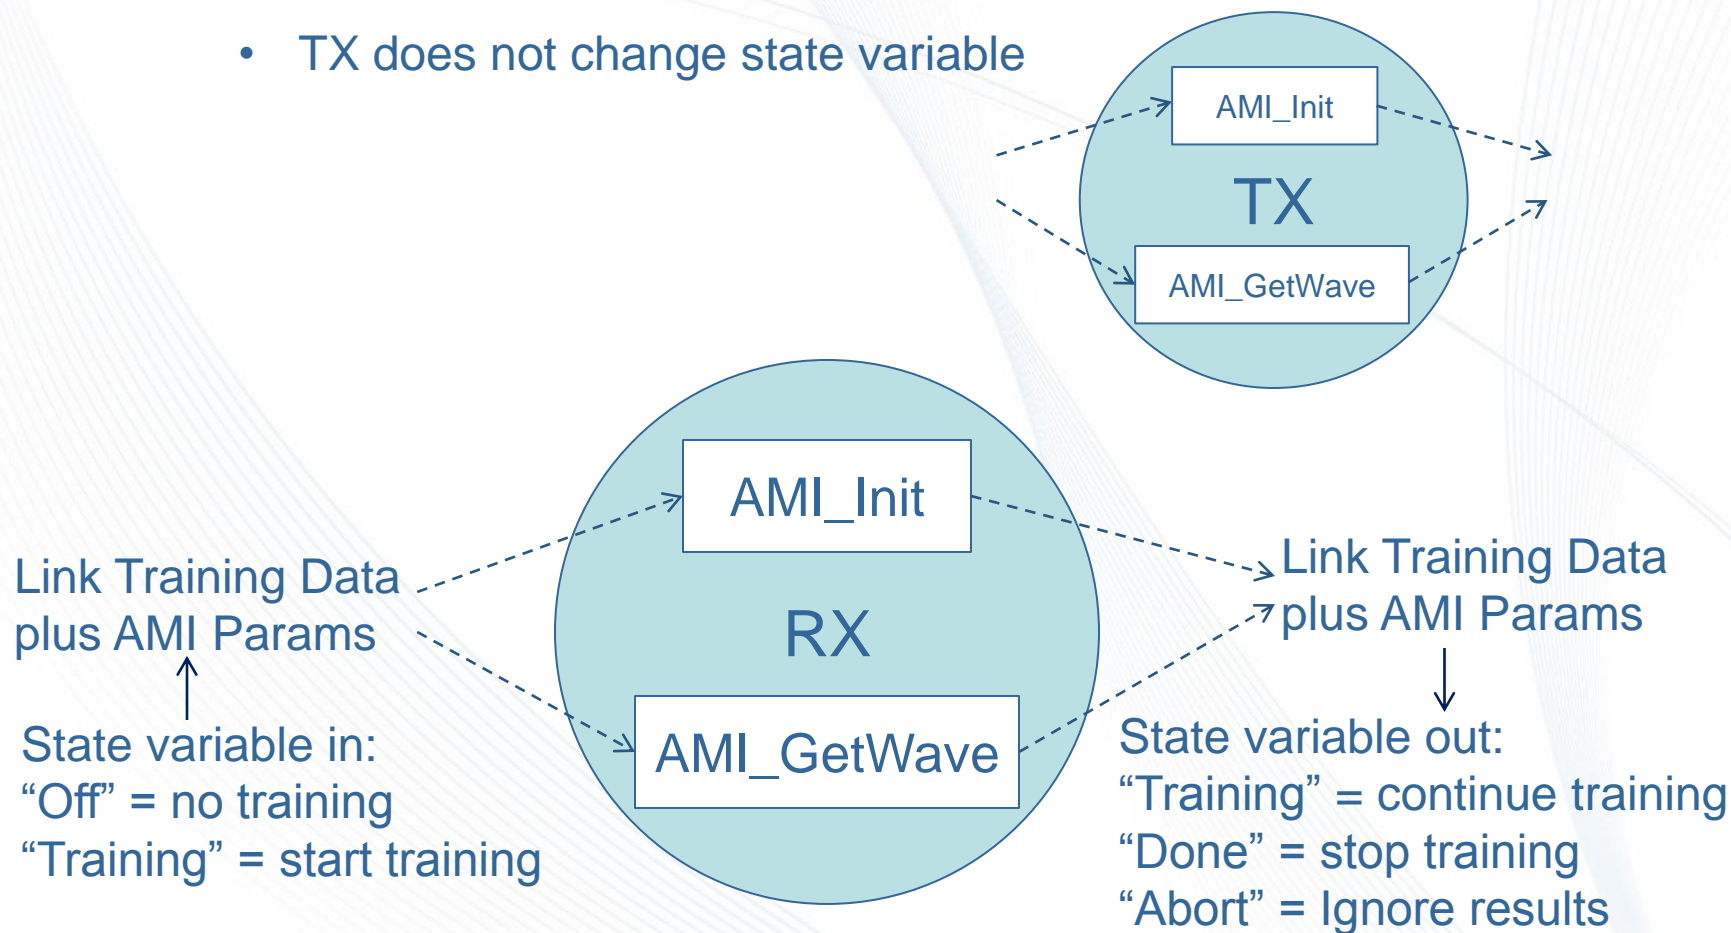 • TX does not change state variable
AMI_Init
TX
AMI_GetWave
AMI_Init
RX
AMI_GetWave
Link Training Data
plus AMI Params
State variable in:
“Off” = no training
“Training” = start training
Link Training Data
plus AMI Params
State variable out:
“Training” = continue training
“Done” = stop training
“Abort” = Ignore results